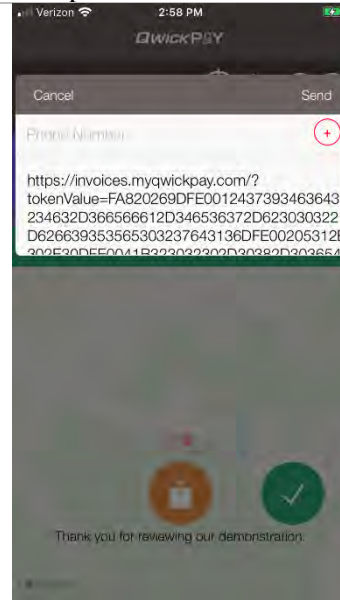 Verizon 2:58 PM
QWICKPAY
Cancel Send
Phone Number +
https://invoices.myqwickpay.com/?
tokenValue=FA820269DFE0012437393463643
234632D366566612D346536372D623030322
D626639353565303237643136DFE00205312E
302E30DFE0041B323032302D30382D303654
Thank you for reviewing our demonstration.